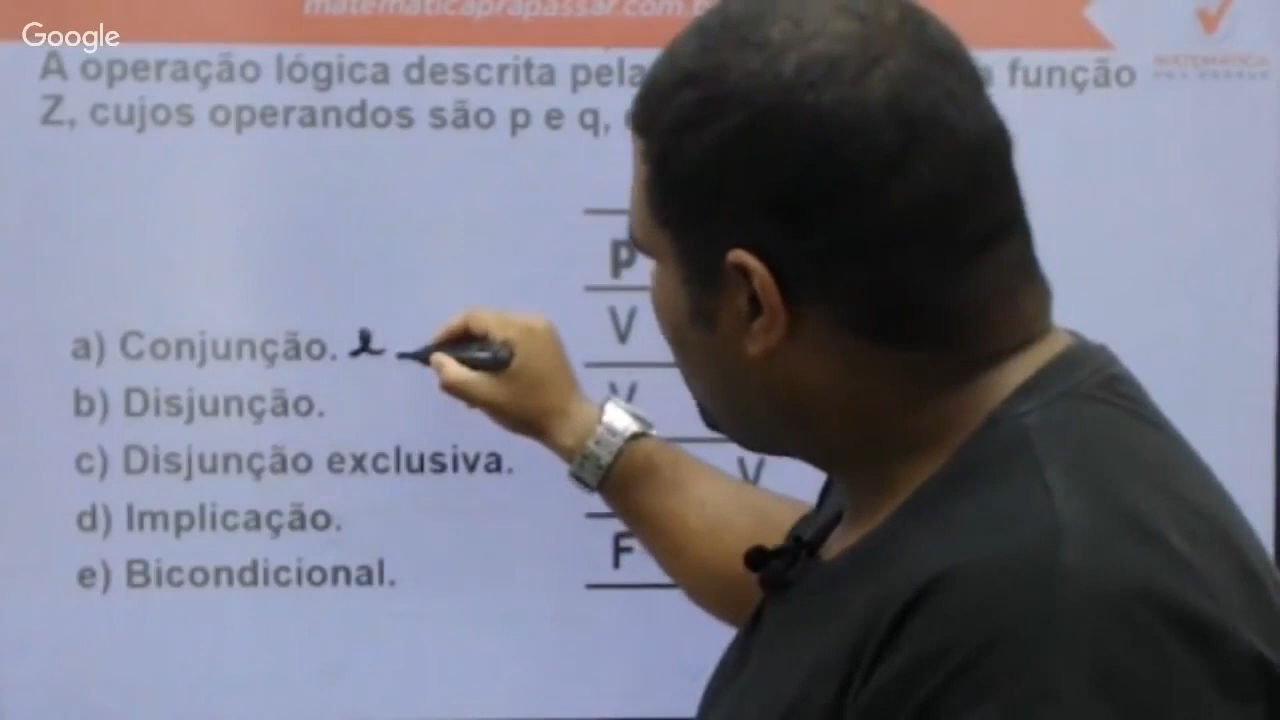 matematicaprapassar.com.b
Google
A operação lógica descrita pela função
Z, cujos operandos são p e q,
p
V
a) Conjunção.
V
b) Disjunção.
c) Disjunção exclusiva. V
d) Implicação.
F
e) Bicondicional.